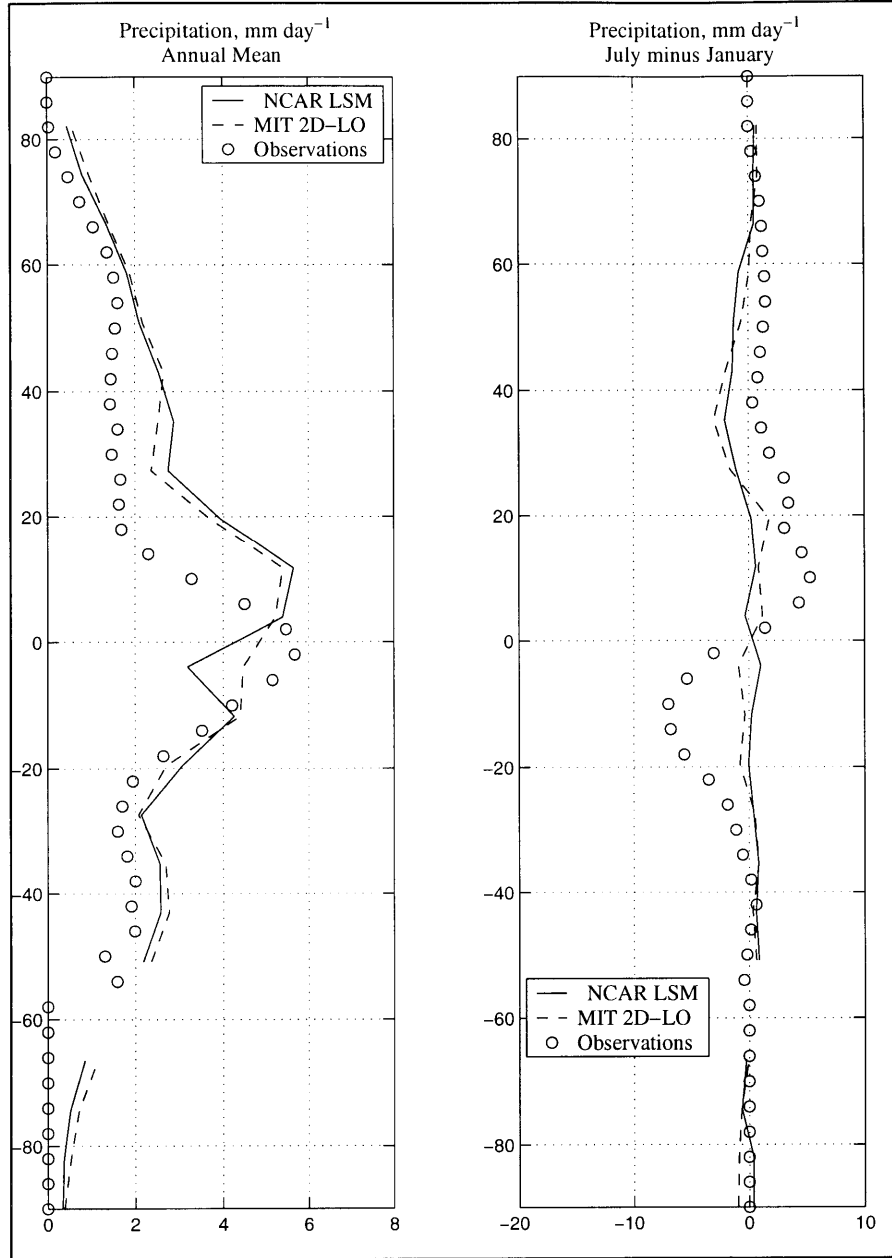 Precipitation, mm day⁻¹
Annual Mean
NCAR LSM
MIT 2D–LO
Observations
80
60
40
20
0
−20
−40
−60
−80
0
2
4
6
8
Precipitation, mm day⁻¹
July minus January
80
60
40
20
0
−20
−40
−60
−80
NCAR LSM
MIT 2D–LO
Observations
−20
−10
0
10